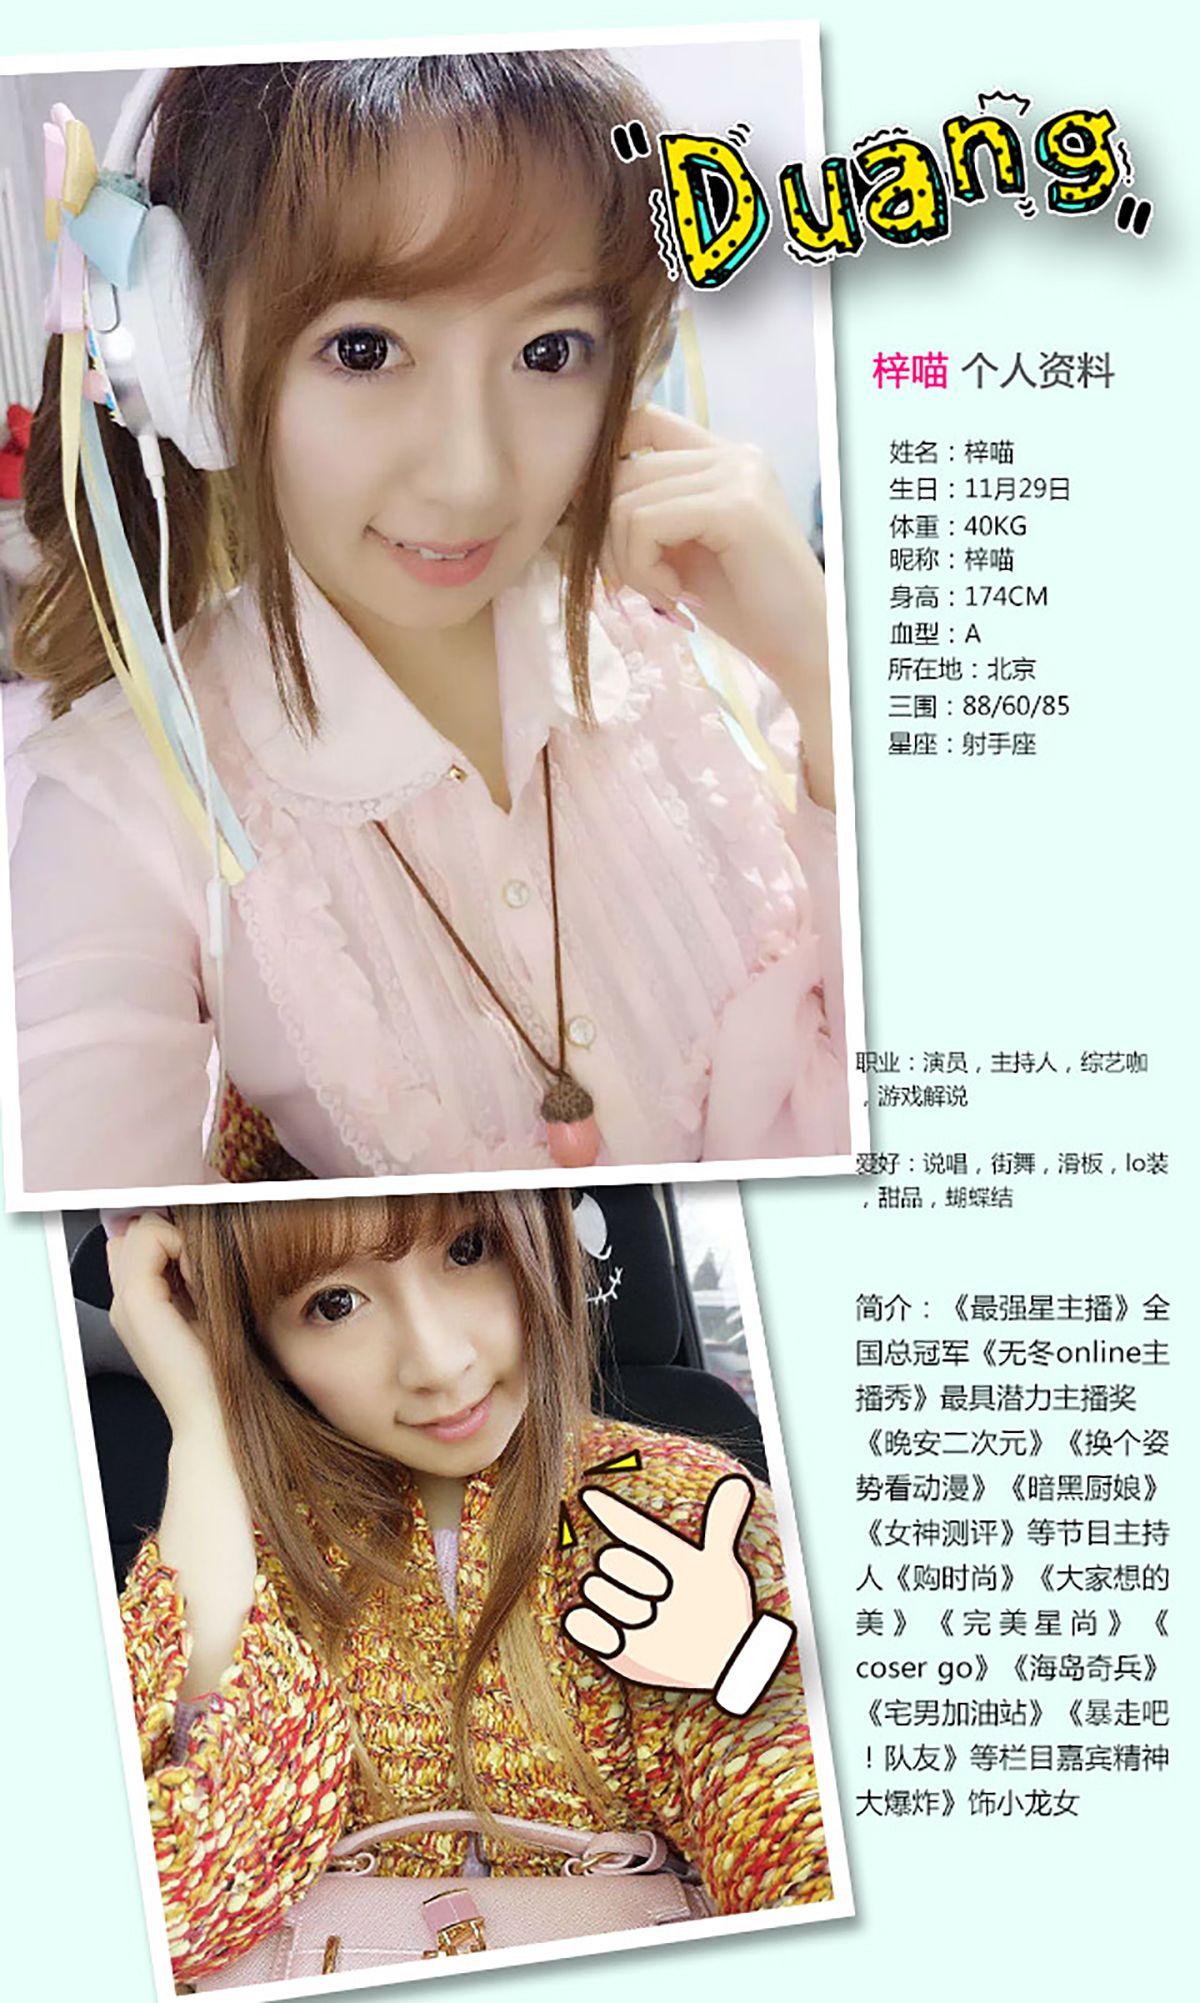 "Duang"
梓喵 个人资料
姓名：梓喵
生日：11月29日
体重：40KG
昵称：梓喵
身高：174CM
血型：A
所在地：北京
三围：88/60/85
星座：射手座
职业：演员，主持人，综艺咖
，游戏解说
爱好：说唱，街舞，滑板，lo装
，甜品，蝴蝶结
简介：《最强星主播》全
国总冠军《无冬online主
播秀》最具潜力主播奖
《晚安二次元》《换个姿
势看动漫》《暗黑厨娘》
《女神测评》等节目主持
人《购时尚》《大家想的
美》《完美星尚》《
coser go》《海岛奇兵》
《宅男加油站》《暴走吧
！队友》等栏目嘉宾精神
大爆炸》饰小龙女